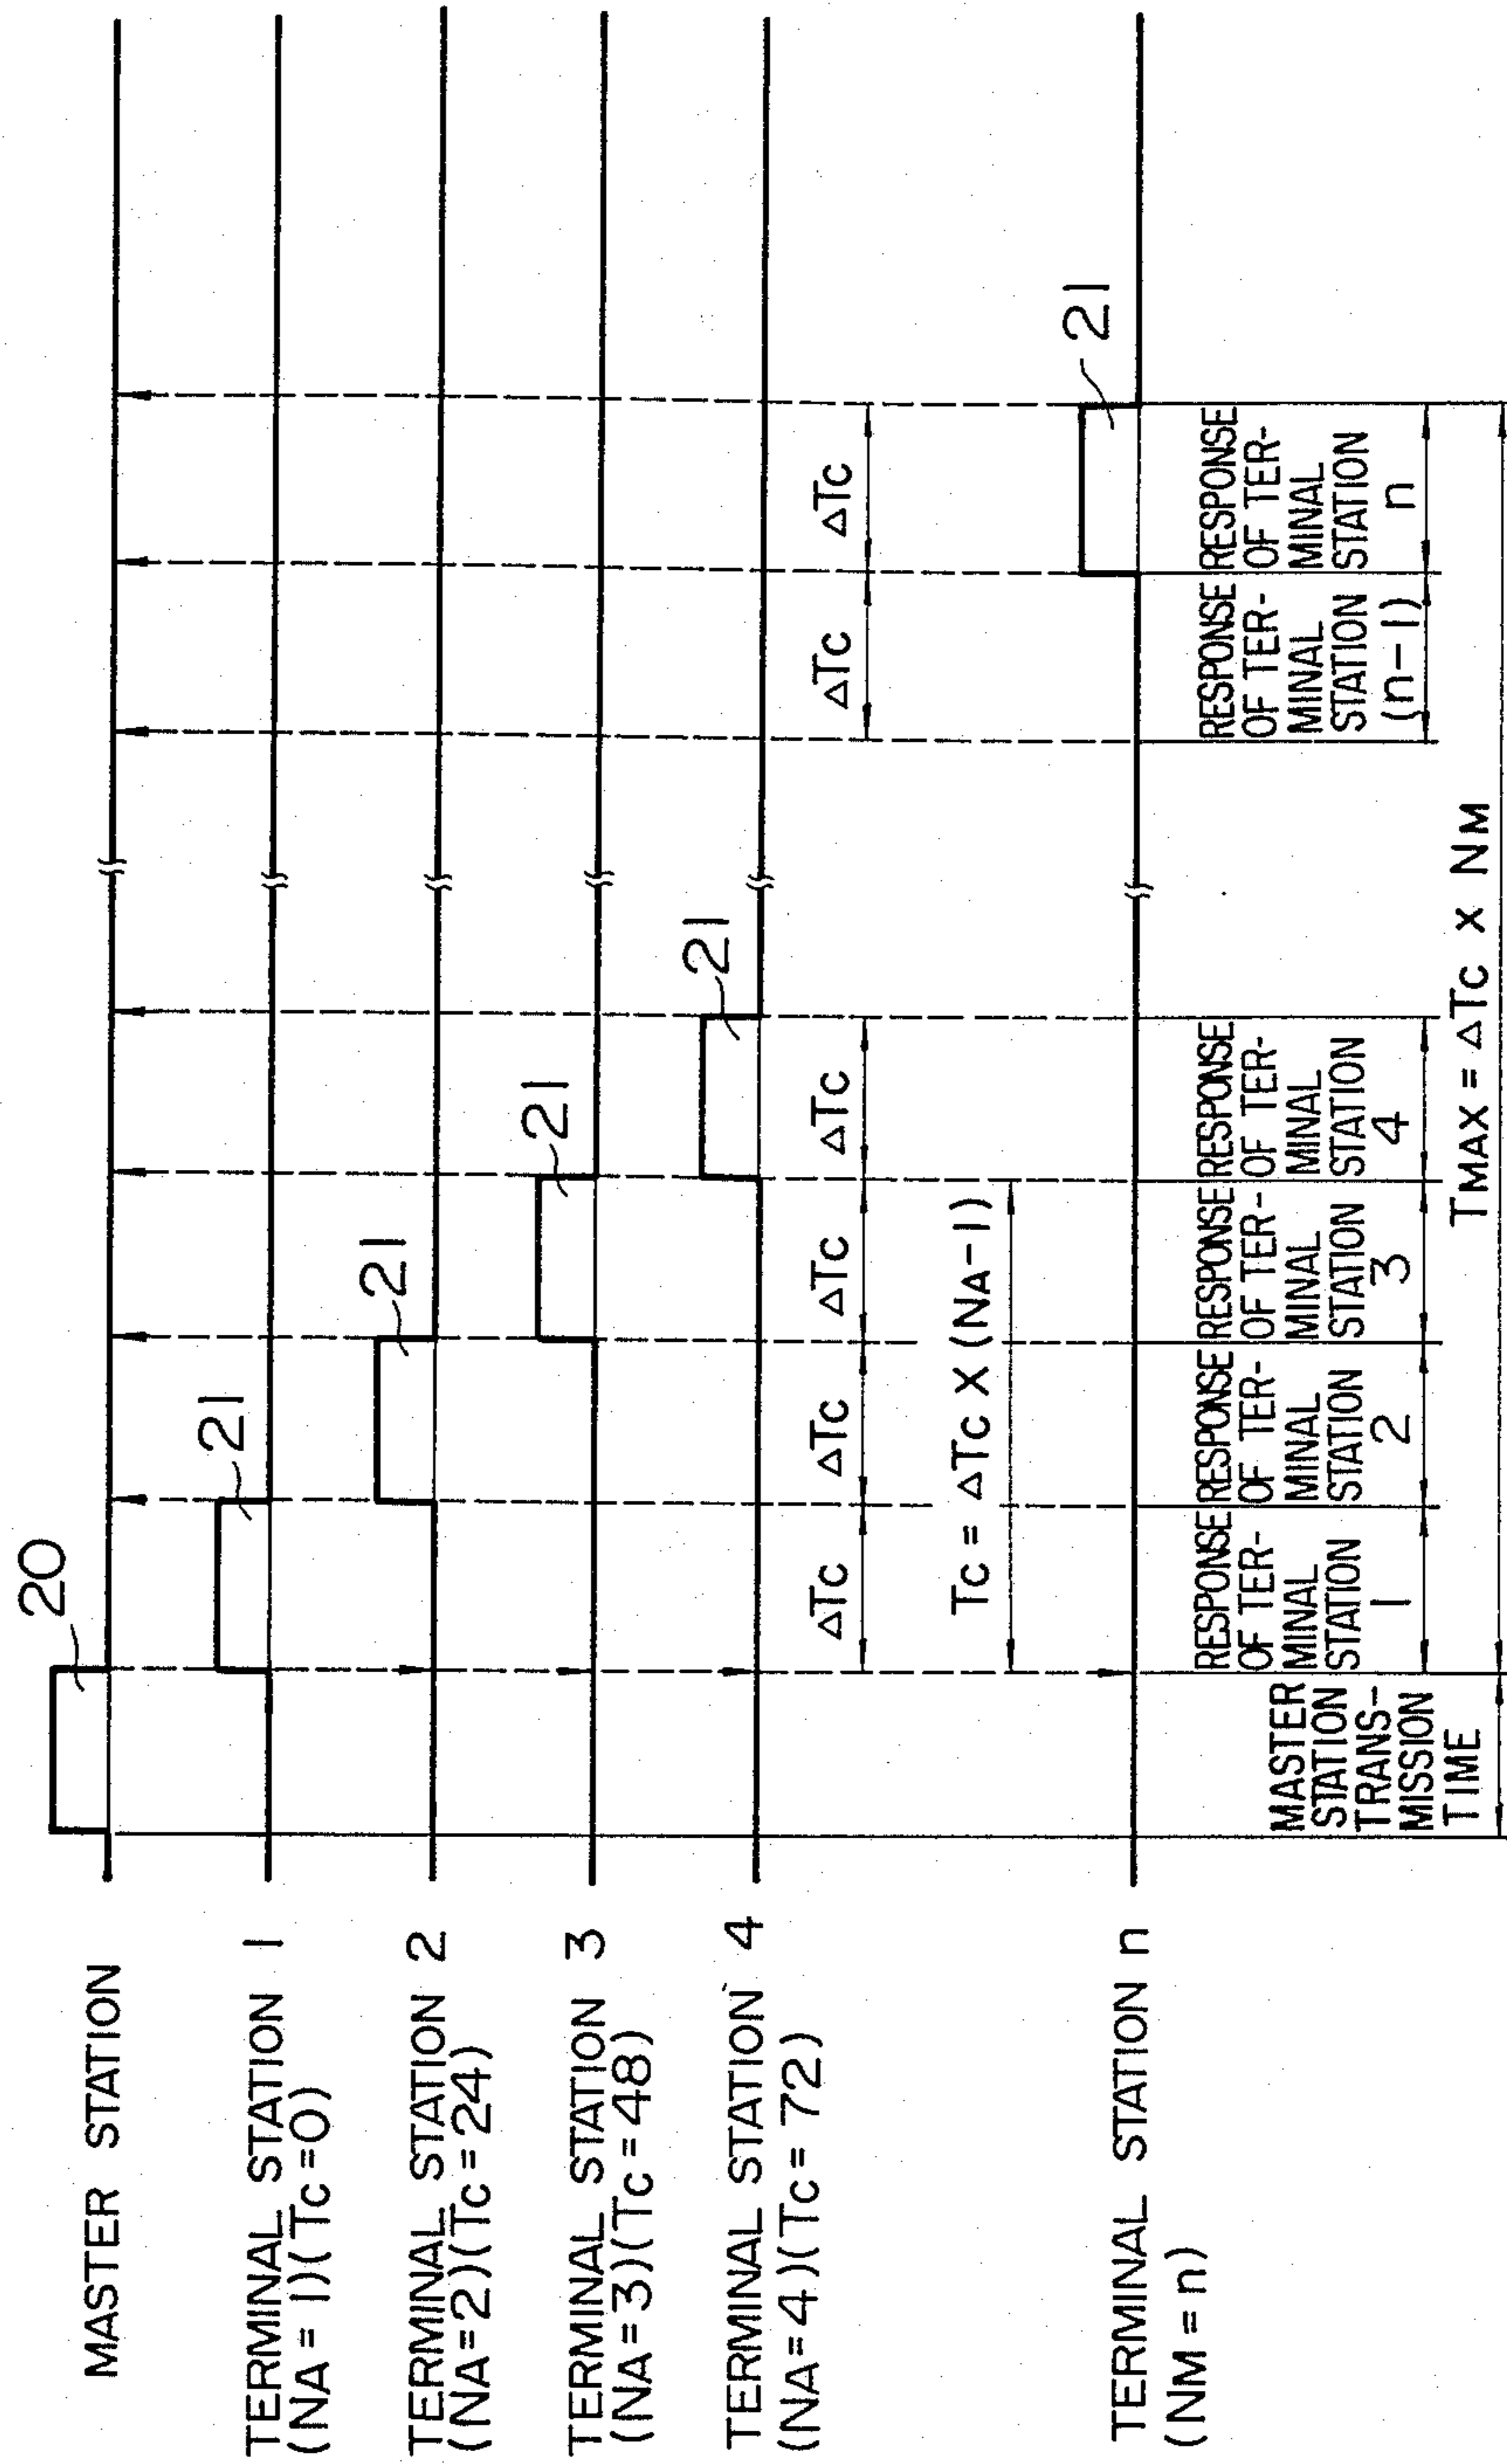 MASTER STATION
20
TERMINAL STATION 1
(NA = 1)(Tc = 0)
21
TERMINAL STATION 2
(NA = 2)(Tc = 24)
21
TERMINAL STATION 3
(NA = 3)(Tc = 48)
21
TERMINAL STATION 4
(NA = 4)(Tc = 72)
21
ΔTc
ΔTc
ΔTc
ΔTc
ΔTc
ΔTc
Tc = ΔTc X (NA-1)
TERMINAL STATION n
(NM = n)
21
MASTER
STATION
TRANS-
MISSION
TIME
RESPONSE
OF TER-
MINAL
STATION
1
RESPONSE
OF TER-
MINAL
STATION
2
RESPONSE
OF TER-
MINAL
STATION
3
RESPONSE
OF TER-
MINAL
STATION
4
RESPONSE
OF TER-
MINAL
STATION
(n-1)
RESPONSE
OF TER-
MINAL
STATION
n
TMAX = ΔTc X NM